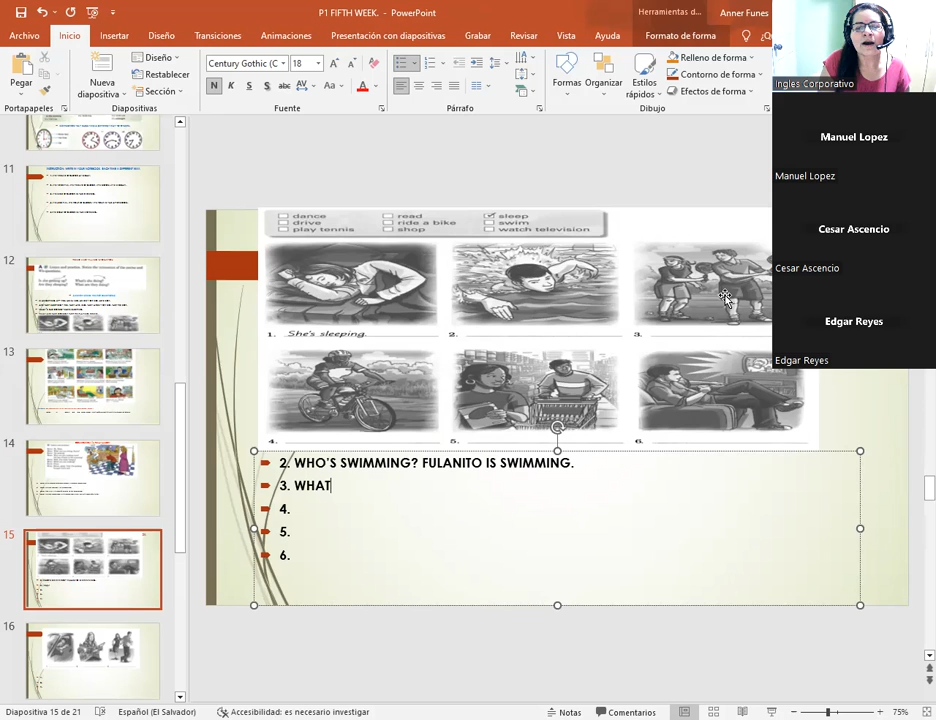 P1 FIFTH WEEK. - PowerPoint
Herramientas d...
Anner Funes
Archivo
Inicio
Insertar
Diseño
Transiciones
Animaciones
Presentación con diapositivas
Grabar
Revisar
Vista
Ayuda
Formato de forma
Pegar
Nueva
diapositiva
Diseño
Restablecer
Sección
Century Gothic (C
18
N K S S abc AV Aa A
Formas
Organizar
Estilos
rápidos
Relleno de forma
Contorno de forma
Efectos de forma
Portapapeles
Diapositivas
Fuente
Párrafo
Dibujo
Ingles Corporativo
Manuel Lopez
Manuel Lopez
Cesar Ascencio
Cesar Ascencio
Edgar Reyes
Edgar Reyes
11
12
13
14
15
16
dance
read
sleep
drive
ride a bike
swim
play tennis
shop
watch television
1. She's sleeping.
2.
3.
4.
5.
6.
2. WHO'S SWIMMING? FULANITO IS SWIMMING.
3. WHAT
4.
5.
6.
Diapositiva 15 de 21
Español (El Salvador)
Accesibilidad: es necesario investigar
Notas
Comentarios
75%